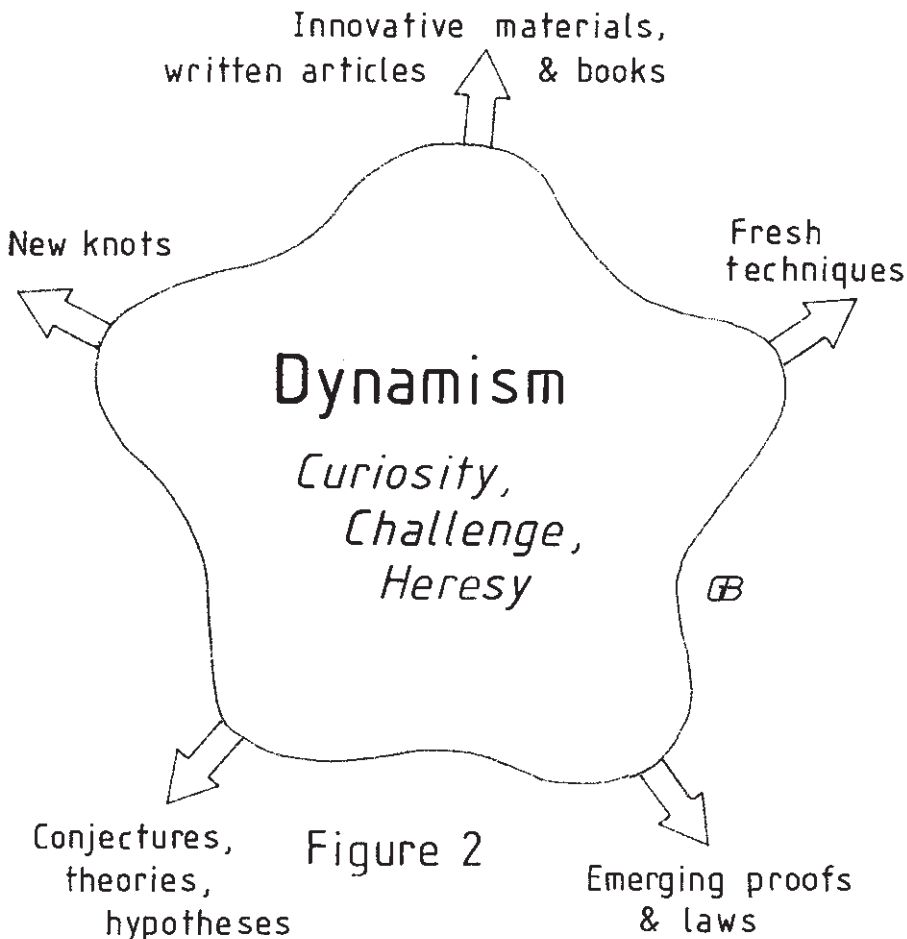 Innovative materials,
written articles & books
New knots
Fresh
techniques
Dynamism
Curiosity,
Challenge,
Heresy
GB
Conjectures,
theories,
hypotheses
Figure 2
Emerging proofs
& laws